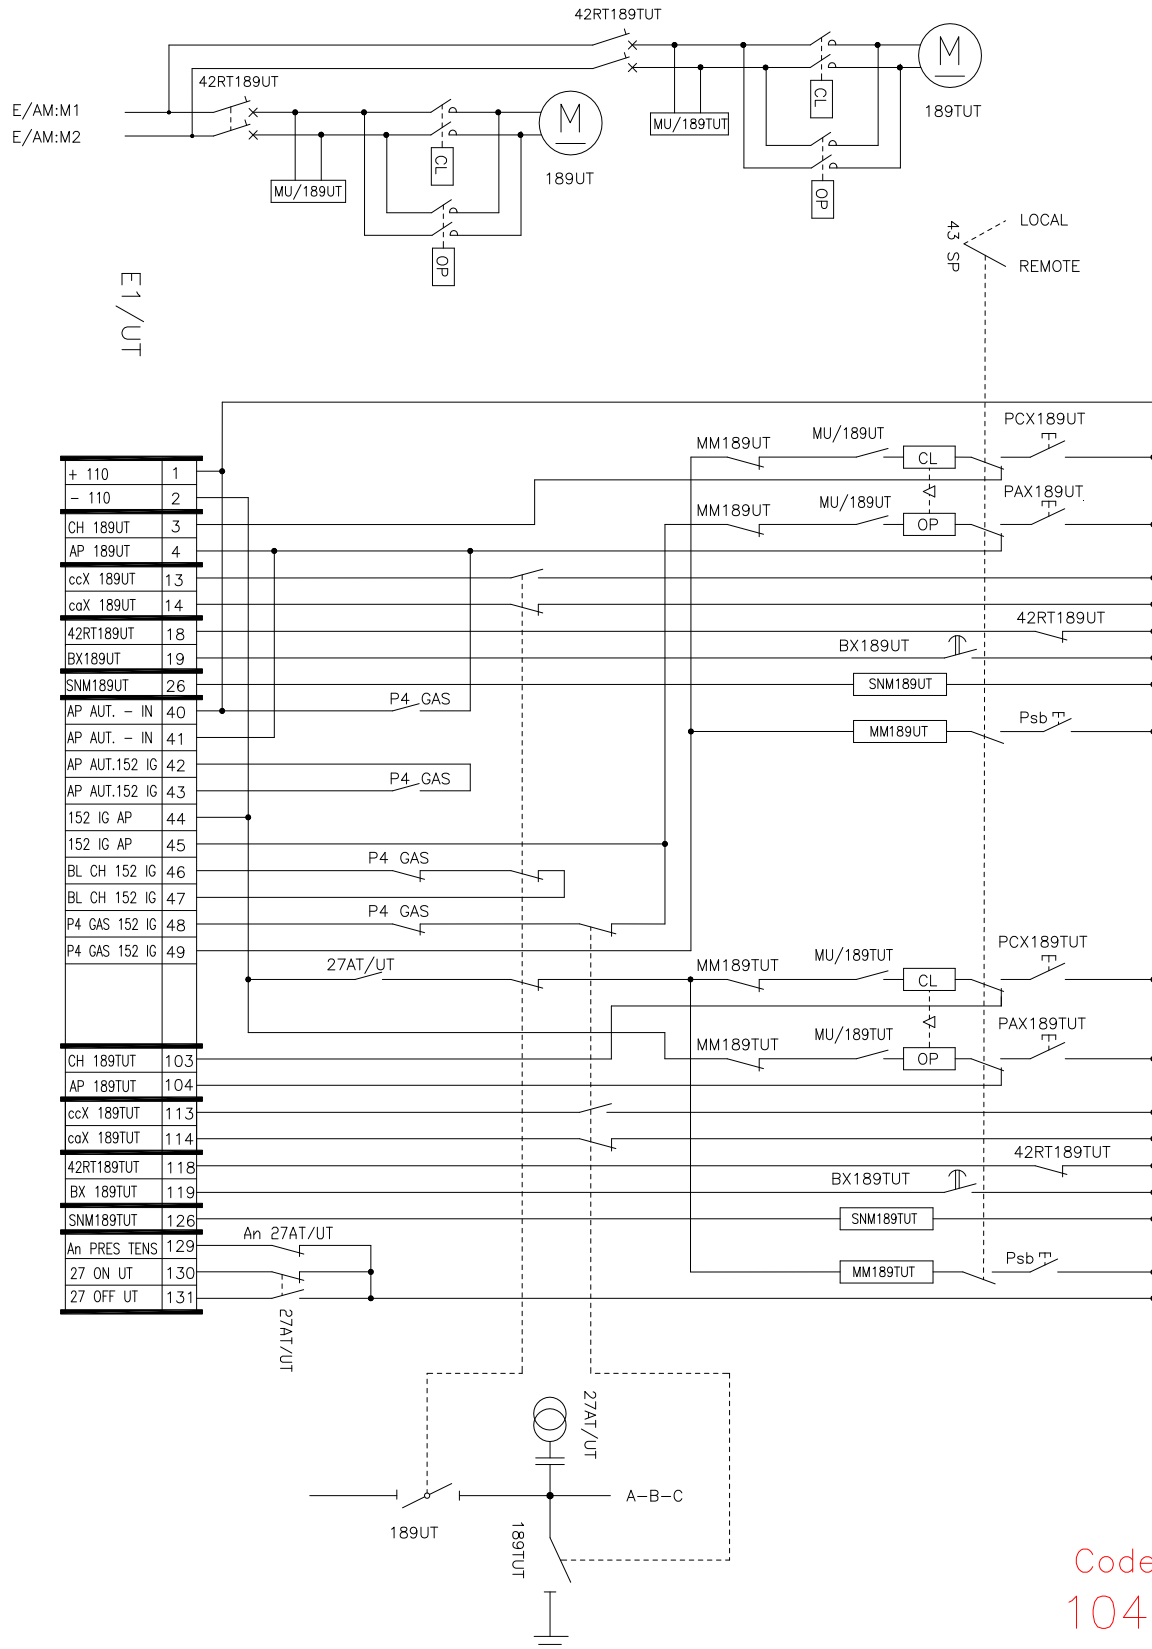 42RT189TUT
M
189TUT
CL
MU/189TUT
OP
42RT189UT
E/AM:M1
E/AM:M2
M
189UT
CL
MU/189UT
OP
43 SP
LOCAL
REMOTE
E1/UT
PCX189UT
MM189UT
MU/189UT
CL
+ 110 1
- 110 2
PAX189UT
MM189UT
MU/189UT
OP
CH 189UT 3
AP 189UT 4
ccX 189UT 13
caX 189UT 14
42RT189UT 18
42RT189UT
BX189UT 19
BX189UT
SNM189UT 26
SNM189UT
AP AUT. - IN 40
P4 GAS
Psb
MM189UT
AP AUT. - IN 41
AP AUT.152 IG 42
AP AUT.152 IG 43
P4 GAS
152 IG AP 44
152 IG AP 45
BL CH 152 IG 46
P4 GAS
BL CH 152 IG 47
P4 GAS 152 IG 48
P4 GAS
P4 GAS 152 IG 49
27AT/UT
MM189TUT
MU/189TUT
CL
PCX189TUT
MM189TUT
MU/189TUT
OP
PAX189TUT
CH 189TUT 103
AP 189TUT 104
ccX 189TUT 113
caX 189TUT 114
42RT189TUT 118
42RT189TUT
BX 189TUT 119
BX189TUT
SNM189TUT 126
SNM189TUT
An 27AT/UT
An PRES TENS 129
27 ON UT 130
MM189TUT
Psb
27 OFF UT 131
27AT/UT
27AT/UT
A-B-C
189UT
189TUT
Code
104